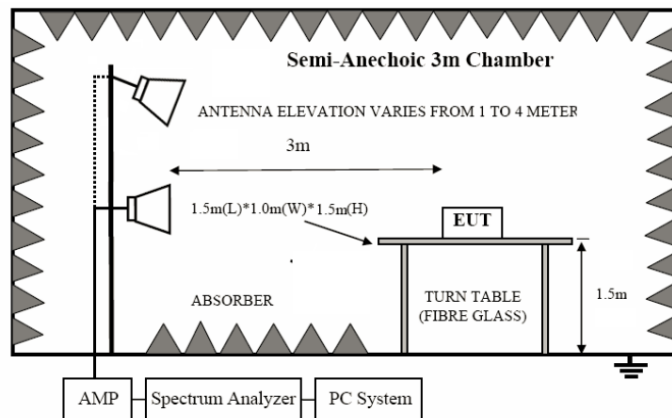 Semi-Anechoic 3m Chamber
ANTENNA ELEVATION VARIES FROM 1 TO 4 METER
3m
1.5m(L)*1.0m(W)*1.5m(H)
EUT
ABSORBER
TURN TABLE
(FIBRE GLASS)
1.5m
AMP
Spectrum Analyzer
PC System